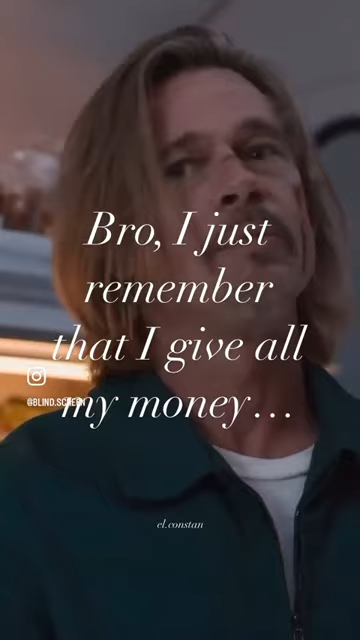 Bro, I just
remember
that I give all
my money...
@BLIND.SCREEN
el.constan